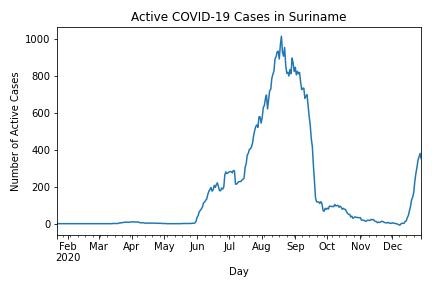 Active COVID-19 Cases in Suriname
Number of Active Cases
1000
800
600
400
200
0
Feb Mar Apr May Jun Jul Aug Sep Oct Nov Dec
2020
Day